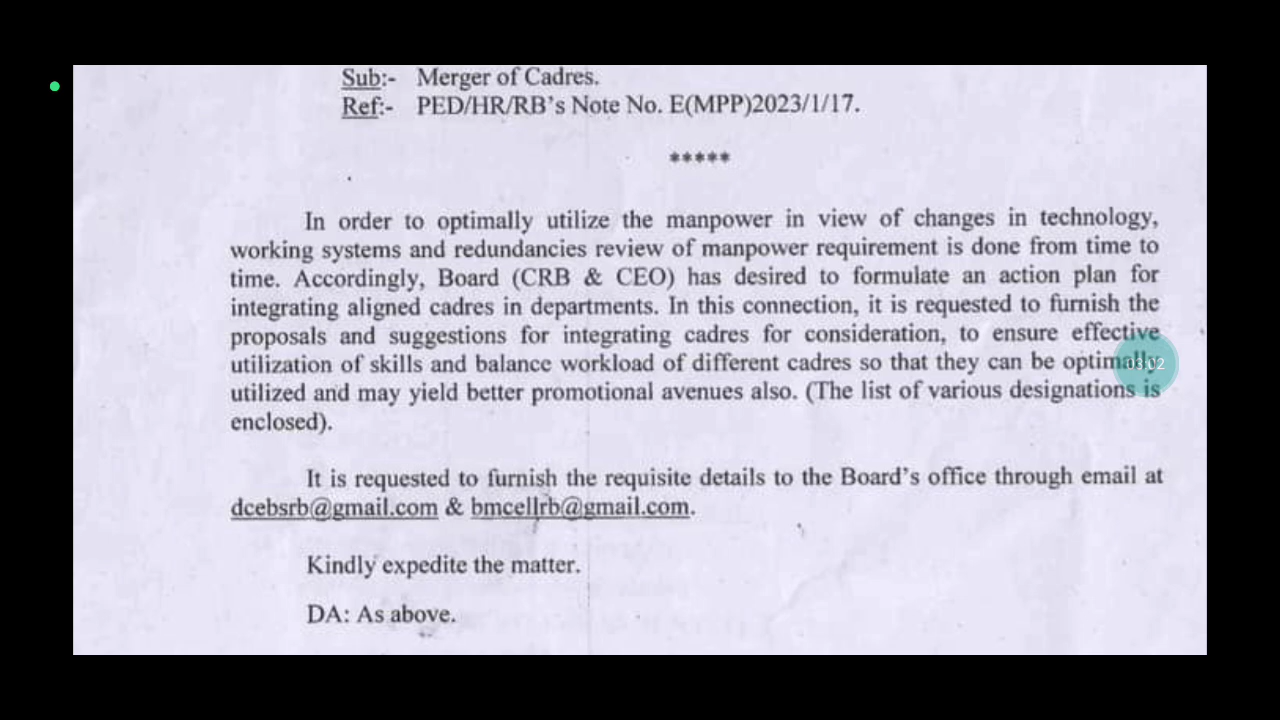 Sub:- Merger of Cadres.
Ref:- PED/HR/RB's Note No. E(MPP)2023/1/17.
*****
In order to optimally utilize the manpower in view of changes in technology,
working systems and redundancies review of manpower requirement is done from time to
time. Accordingly, Board (CRB & CEO) has desired to formulate an action plan for
integrating aligned cadres in departments. In this connection, it is requested to furnish the
proposals and suggestions for integrating cadres for consideration, to ensure effective
utilization of skills and balance workload of different cadres so that they can be optimally
utilized and may yield better promotional avenues also. (The list of various designations is
enclosed).
It is requested to furnish the requisite details to the Board's office through email at
dcebsrb@gmail.com & bmcellrb@gmail.com.
Kindly expedite the matter.
DA: As above.
03:02